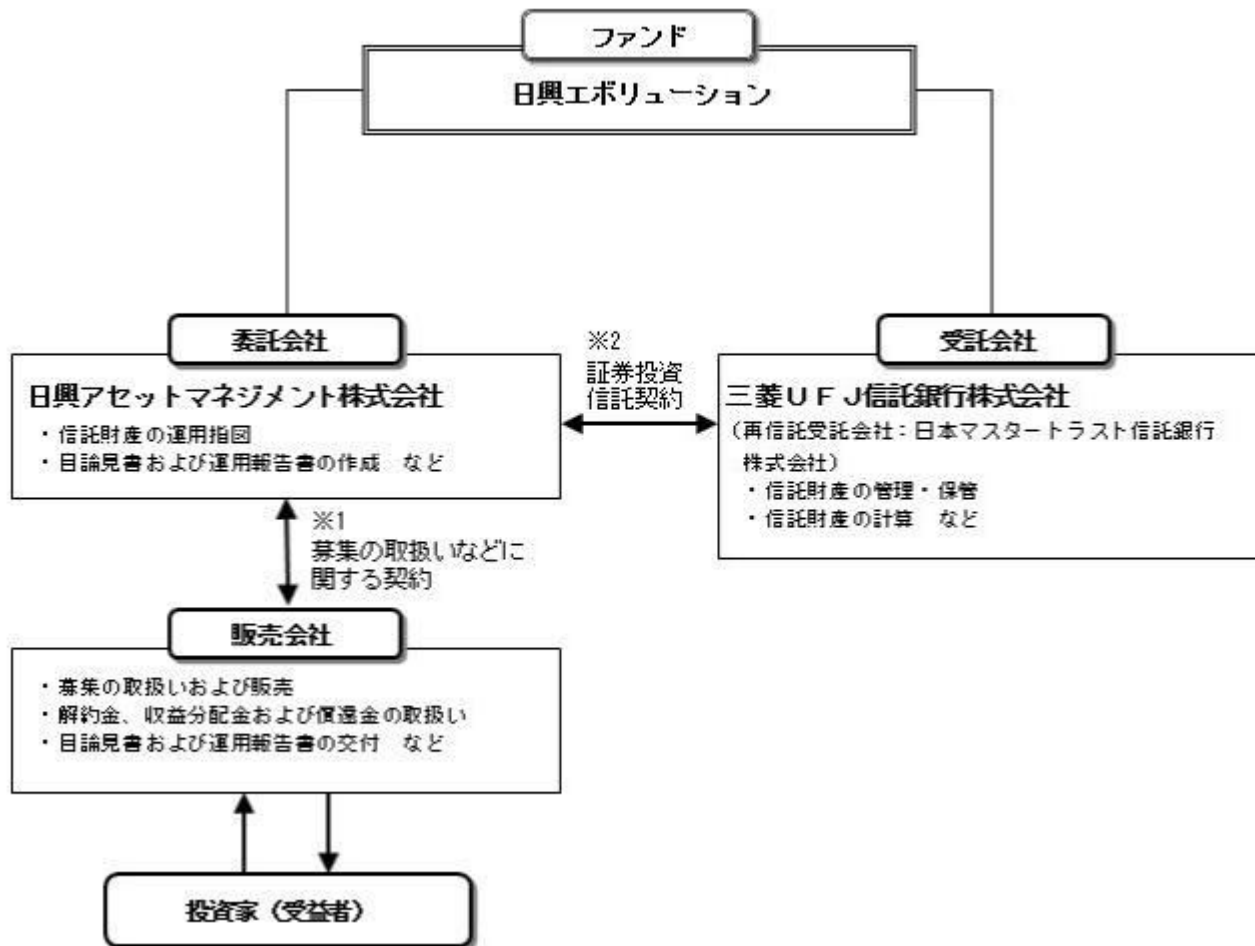 ファンド
日興エボリューション
委託会社
日興アセットマネジメント株式会社
・信託財産の運用指図
・目論見書および運用報告書の作成　など
※2
証券投資
信託契約
受託会社
三菱ＵＦＪ信託銀行株式会社
（再信託受託会社：日本マスタートラスト信託銀行
株式会社）
・信託財産の管理・保管
・信託財産の計算　など
※1
募集の取扱いなどに
関する契約
販売会社
・募集の取扱いおよび販売
・解約金、収益分配金および償還金の取扱い
・目論見書および運用報告書の交付　など
投資家（受益者）